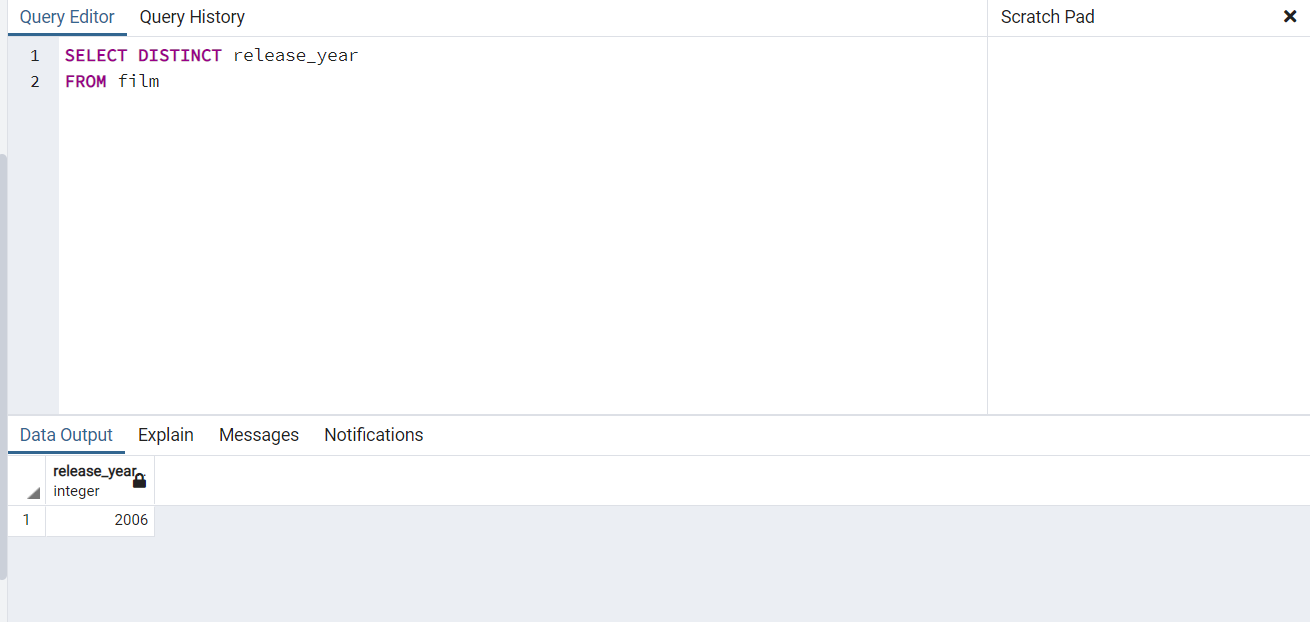 Query Editor Query History Scratch Pad
1 SELECT DISTINCT release_year
2 FROM film
Data Output Explain Messages Notifications
release_year
integer
1 2006